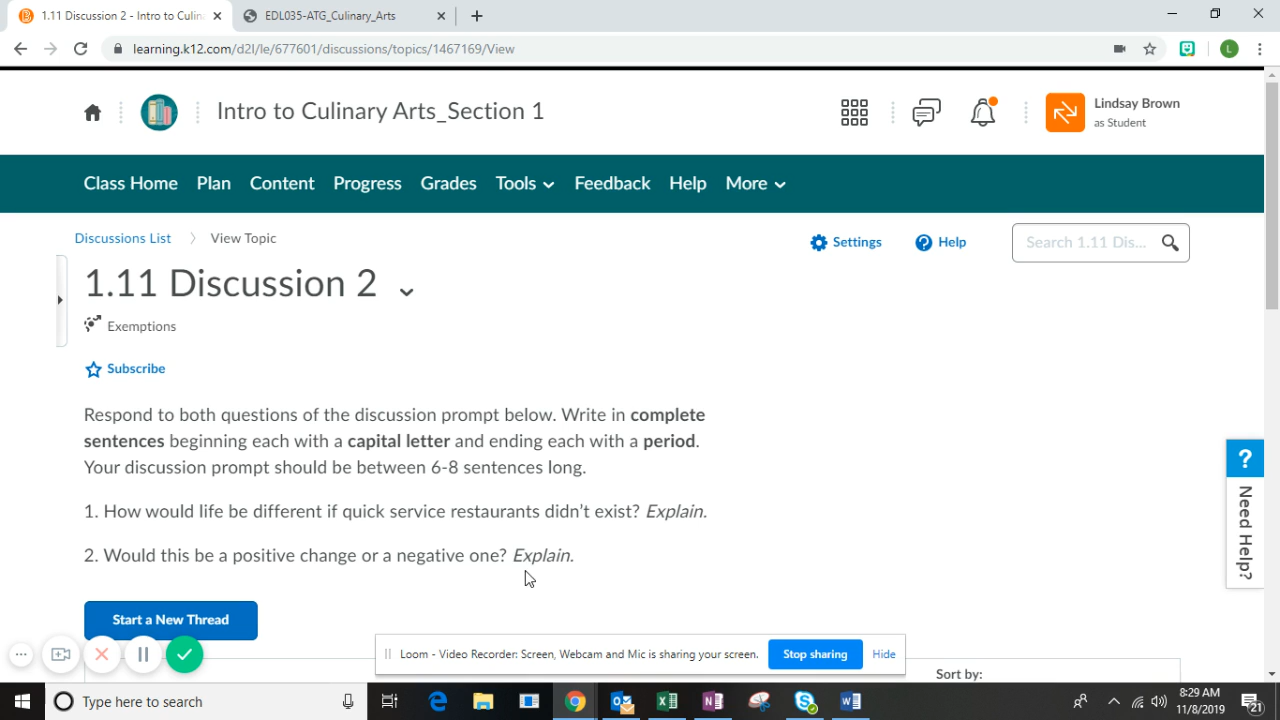 1.11 Discussion 2 - Intro to Culin
EDL035-ATG_Culinary_Arts
learning.k12.com/d2l/le/677601/discussions/topics/1467169/View
L
Intro to Culinary Arts_Section 1
Lindsay Brown
as Student
Class Home Plan Content Progress Grades Tools Feedback Help More
Discussions List View Topic
Settings Help
Search 1.11 Dis...
1.11 Discussion 2
Exemptions
Subscribe
Respond to both questions of the discussion prompt below. Write in complete
sentences beginning each with a capital letter and ending each with a period.
Your discussion prompt should be between 6-8 sentences long.
1. How would life be different if quick service restaurants didn't exist? Explain.
2. Would this be a positive change or a negative one? Explain.
? Need Help?
Start a New Thread
Loom - Video Recorder: Screen, Webcam and Mic is sharing your screen. Stop sharing Hide
Sort by:
Type here to search
8:29 AM
11/8/2019
21